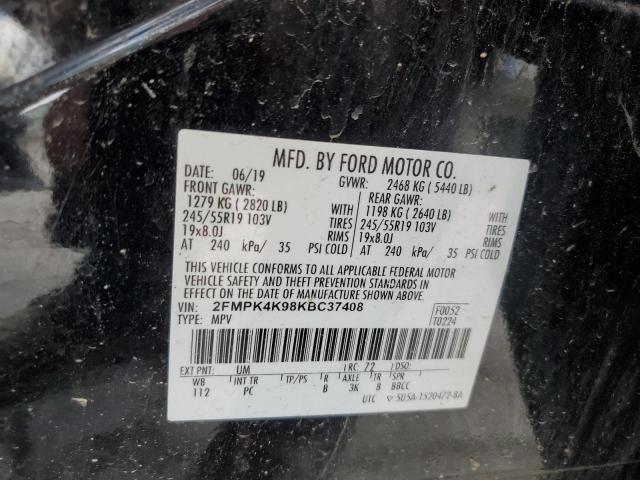 MFD. BY FORD MOTOR CO.
DATE: 06/19 GVWR: 2468 KG ( 5440 LB)
FRONT GAWR: REAR GAWR:
1279 KG ( 2820 LB) WITH 1198 KG ( 2640 LB) WITH
245/55R19 103V TIRES 245/55R19 103V TIRES
19x8.0J RIMS 19x8.0J RIMS
AT 240 kPa/ 35 PSI COLD AT 240 kPa/ 35 PSI COLD
THIS VEHICLE CONFORMS TO ALL APPLICABLE FEDERAL MOTOR
VEHICLE SAFETY AND THEFT PREVENTION STANDARDS IN
EFFECT ON THE DATE OF MANUFACTURE SHOWN ABOVE.
VIN: 2FMPK4K98KBC37408 F0052
TYPE: MPV T0224
EXT PNT: UM RC: 72 DSO:
WB INT TR TP/PS R AXLE TR SPR
112 PC B 3K B BBCC
UTC 5U5A-1520472-BA